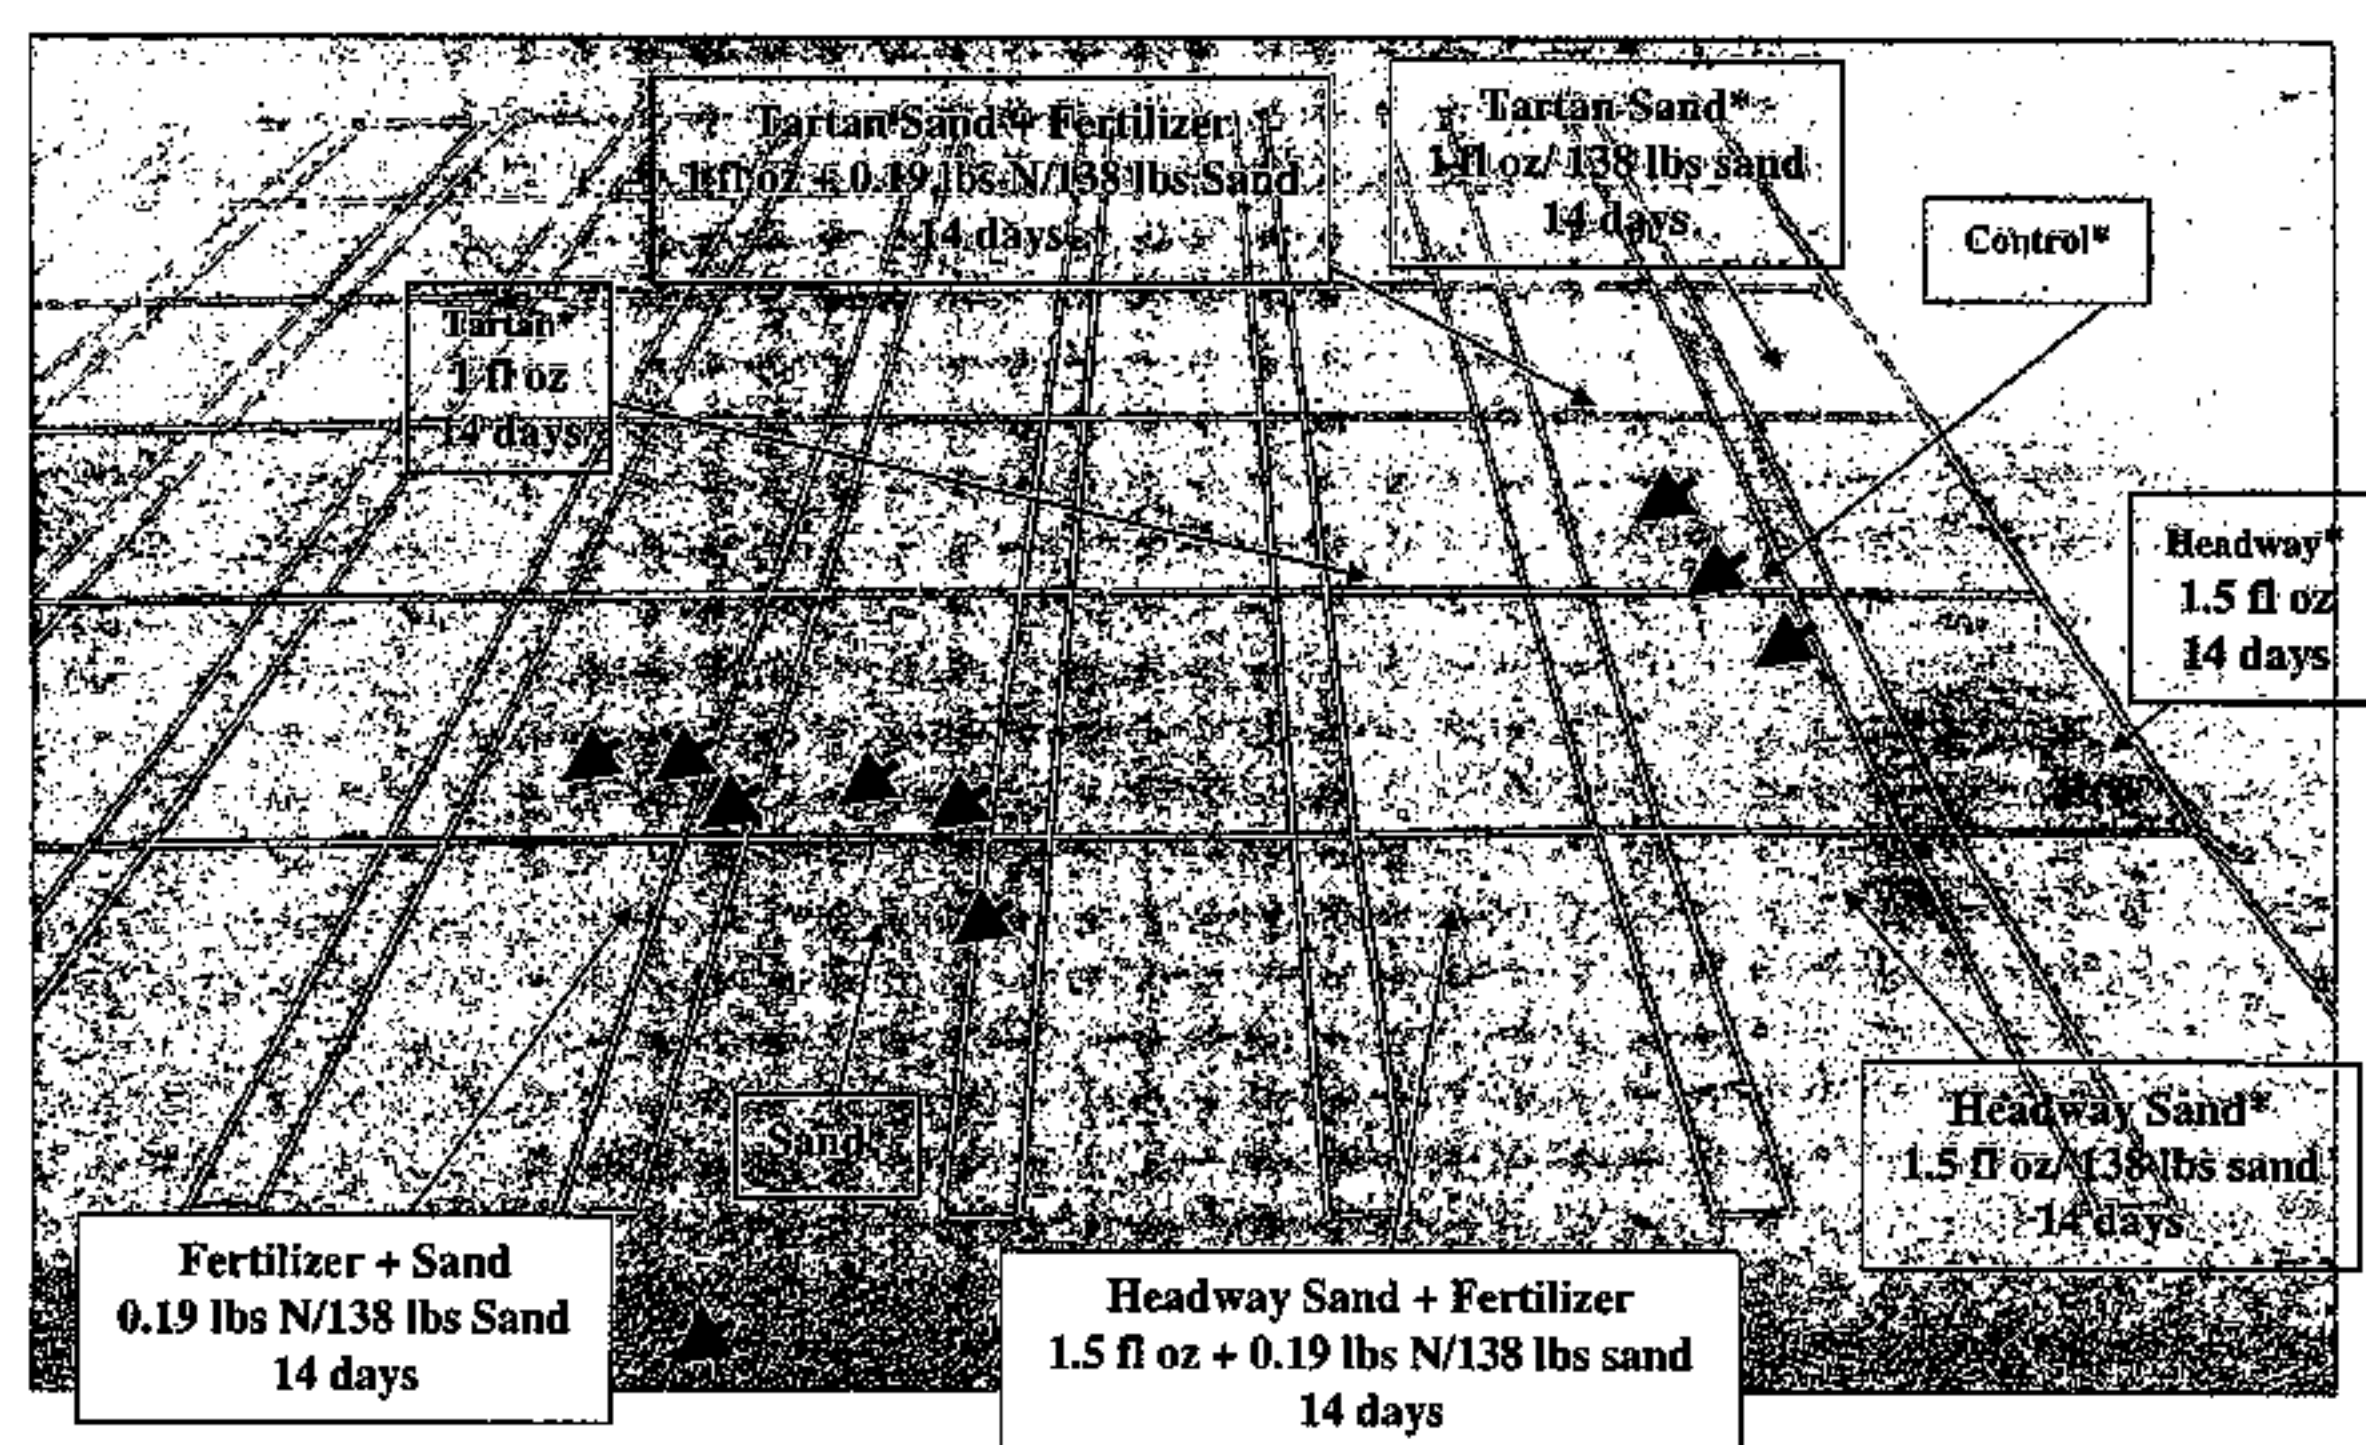 Tartan Sand + Fertilizer
1 fl oz + 0.19 lbs N/138 lbs Sand
14 days
Tartan Sand*
1 fl oz/ 138 lbs sand
14 days
Control*
Tartan*
1 fl oz
14 days
Headway*
1.5 fl oz
14 days
Sand*
Headway Sand*
1.5 fl oz/ 138 lbs sand
14 days
Fertilizer + Sand
0.19 lbs N/138 lbs Sand
14 days
Headway Sand + Fertilizer
1.5 fl oz + 0.19 lbs N/138 lbs sand
14 days